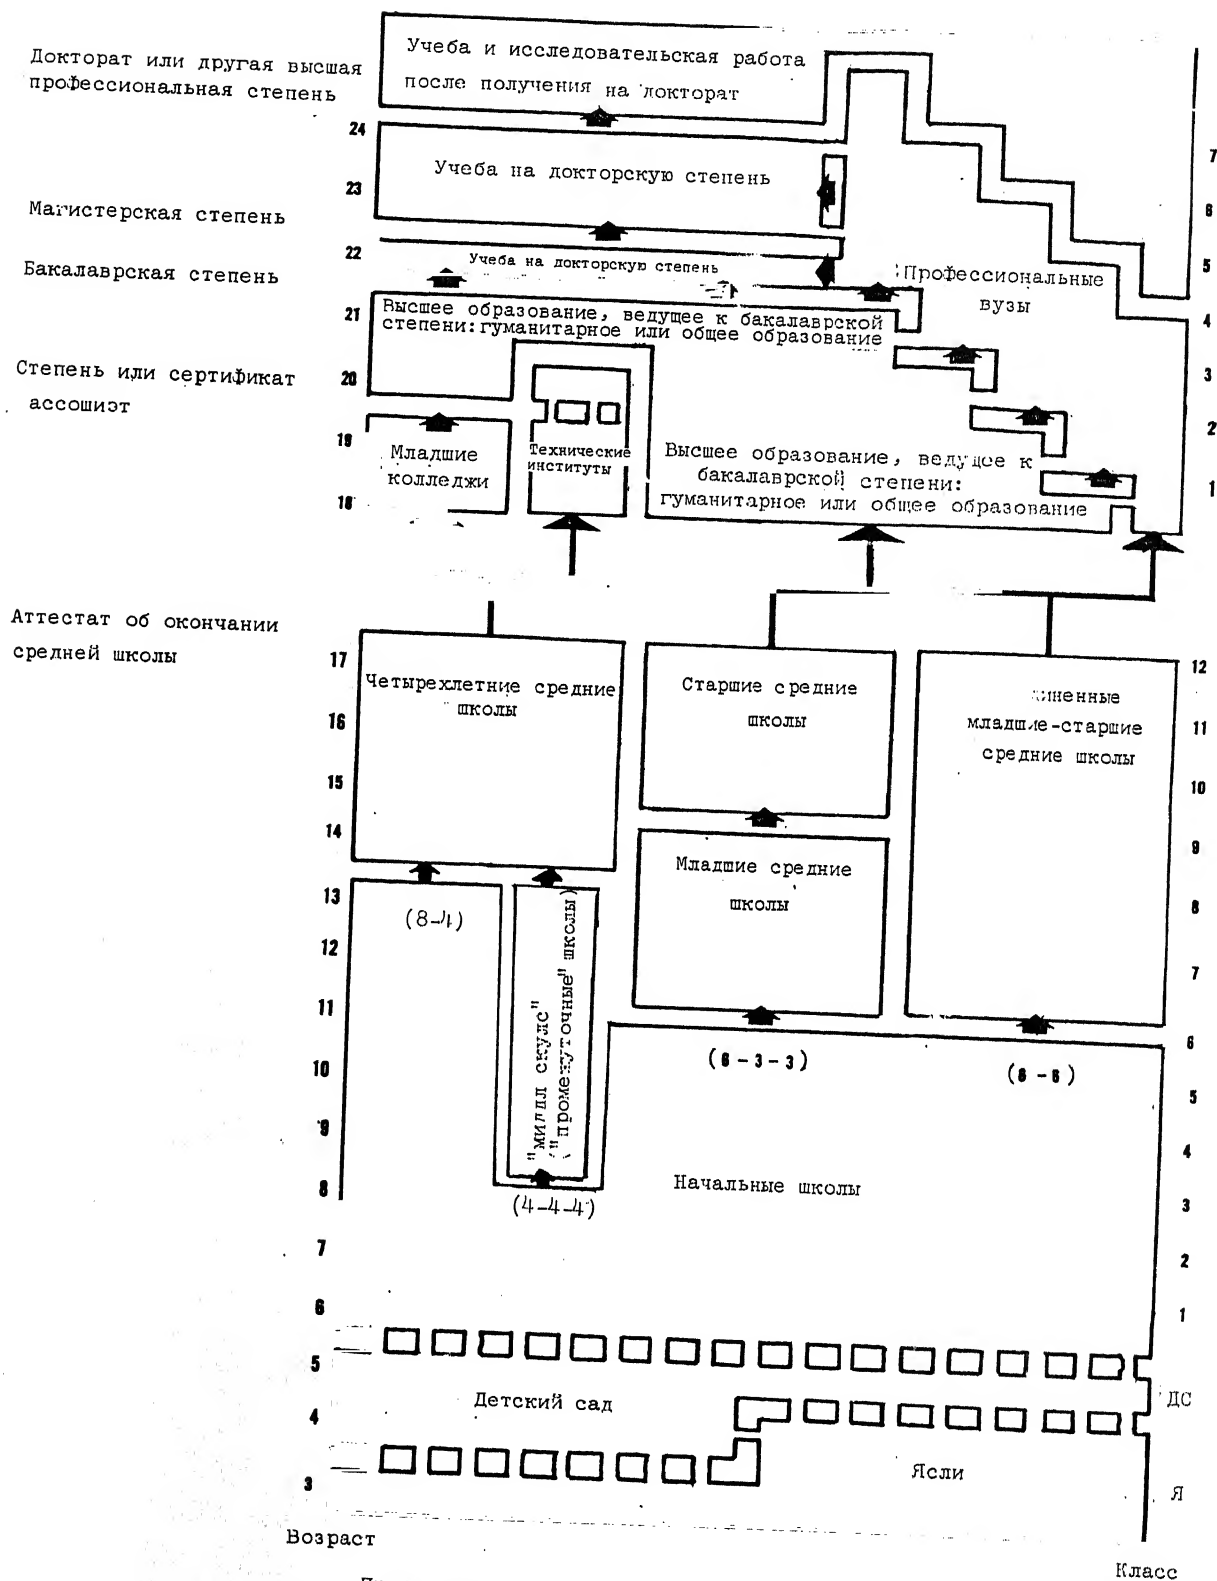 Докторат или другая высшая
профессиональная степень
Учеба и исследовательская работа
после получения на докторат
24
7
Учеба на докторскую степень
23
6
Магистерская степень
22
Учеба на докторскую степень
5
Бакалаврская степень
Профессиональные
вузы
21
Высшее образование, ведущее к бакалаврской
степени: гуманитарное или общее образование
4
Степень или сертификат
ассошиэт
20
3
19
Младшие
колледжи
Технические
институты
Высшее образование, ведущее к
бакалаврской степени:
гуманитарное или общее образование
2
18
1
Аттестат об окончании
средней школы
17
Четырехлетние средние
школы
Старшие средние
школы
младшие-старшие
средние школы
12
16
11
15
10
14
9
Младшие средние
школы
13
(8-4)
8
12
"мидл скулс"
("промежуточные" школы)
7
11
6
10
(6-3-3)
(6-6)
5
9
4
8
(4-4-4)
Начальные школы
3
7
2
6
1
5
Детский сад
ДС
4
Ясли
3
Я
Возраст
Класс